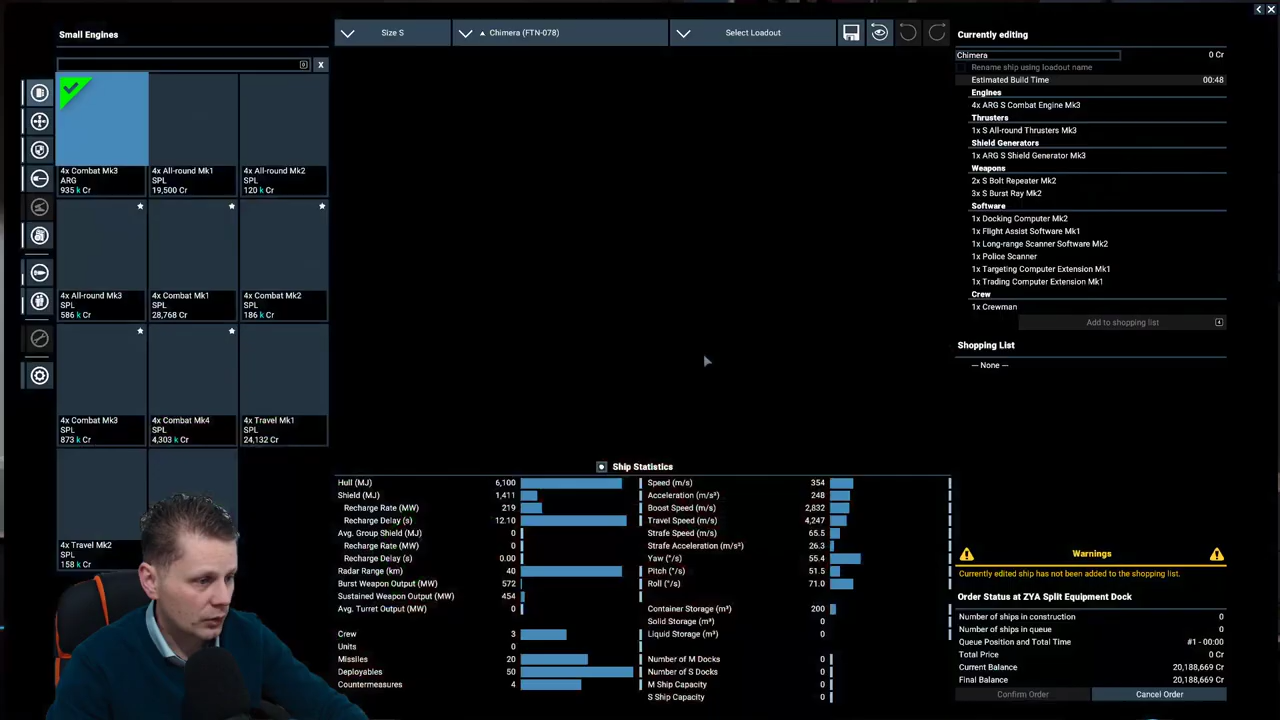 Small Engines
Size S
Chimera (FTN-078)
Select Loadout
Currently editing
Chimera
0 Cr
Rename ship using loadout name
Estimated Build Time 00:48
Engines
4x ARG S Combat Engine Mk3
Thrusters
1x S All-round Thrusters Mk3
Shield Generators
1x ARG S Shield Generator Mk3
Weapons
2x S Bolt Repeater Mk2
3x S Burst Ray Mk2
Software
1x Docking Computer Mk2
1x Flight Assist Software Mk1
1x Long-range Scanner Software Mk2
1x Police Scanner
1x Targeting Computer Extension Mk1
1x Trading Computer Extension Mk1
Crew
1x Crewman
Add to shopping list
Shopping List
— None —
X
4x Combat Mk3
ARG
935 k Cr
4x All-round Mk1
SPL
19,500 Cr
4x All-round Mk2
SPL
120 k Cr
4x All-round Mk3
SPL
586 k Cr
4x Combat Mk1
SPL
28,768 Cr
4x Combat Mk2
SPL
186 k Cr
4x Combat Mk3
SPL
873 k Cr
4x Combat Mk4
SPL
4,303 k Cr
4x Travel Mk1
SPL
24,132 Cr
4x Travel Mk2
SPL
158 k Cr
Ship Statistics
Hull (MJ) 6,100
Shield (MJ) 1,411
Recharge Rate (MW) 219
Recharge Delay (s) 12.10
Avg. Group Shield (MJ) 0
Recharge Rate (MW) 0
Recharge Delay (s) 0.00
Radar Range (km) 40
Burst Weapon Output (MW) 572
Sustained Weapon Output (MW) 454
Avg. Turret Output (MW) 0
Crew 3
Units 0
Missiles 20
Deployables 50
Countermeasures 4
Speed (m/s) 354
Acceleration (m/s²) 248
Boost Speed (m/s) 2,832
Travel Speed (m/s) 4,247
Strafe Speed (m/s) 65.5
Strafe Acceleration (m/s²) 26.3
Yaw (°/s) 55.4
Pitch (°/s) 51.5
Roll (°/s) 71.0
Container Storage (m³) 200
Solid Storage (m³) 0
Liquid Storage (m³) 0
Number of M Docks 0
Number of S Docks 0
M Ship Capacity 0
S Ship Capacity 0
Warnings
Currently edited ship has not been added to the shopping list.
Order Status at ZYA Split Equipment Dock
Number of ships in construction 0
Number of ships in queue 0
Queue Position and Total Time #1 - 00:00
Total Price 0 Cr
Current Balance 20,188,669 Cr
Final Balance 20,188,669 Cr
Confirm Order
Cancel Order